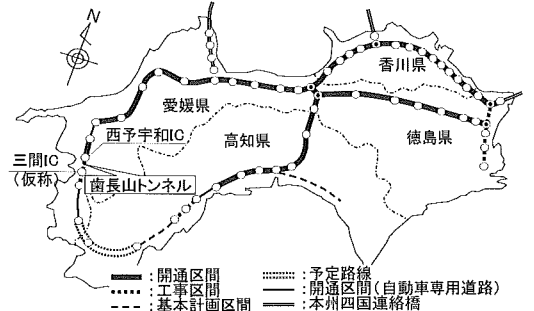 N
香川県
愛媛県
西予宇和IC
高知県
徳島県
三間IC
(仮称)
歯長山トンネル
:開通区間
:予定路線
:工事区間
:開通区間(自動車専用道路)
:基本計画区間
:本州四国連絡橋